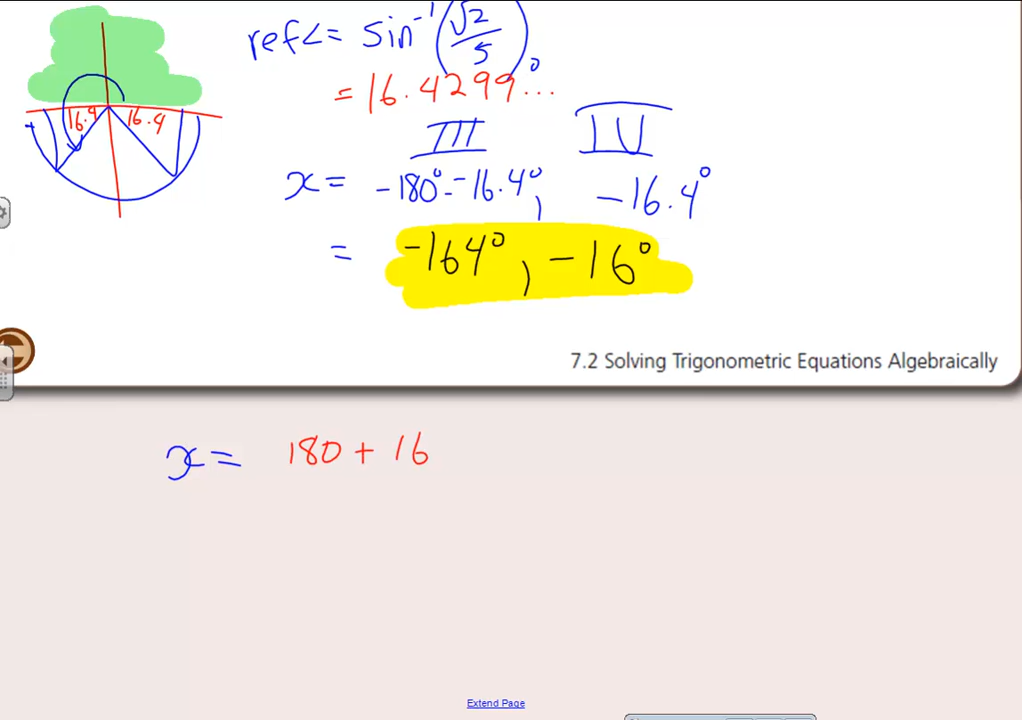 ref∠= sin⁻¹(√2/5)
= 16.4299...°
16.4 16.4
III IV
x= -180°--16.4°, -16.4°
= -164°, -16°
7.2 Solving Trigonometric Equations Algebraically
x= 180+16
Extend Page